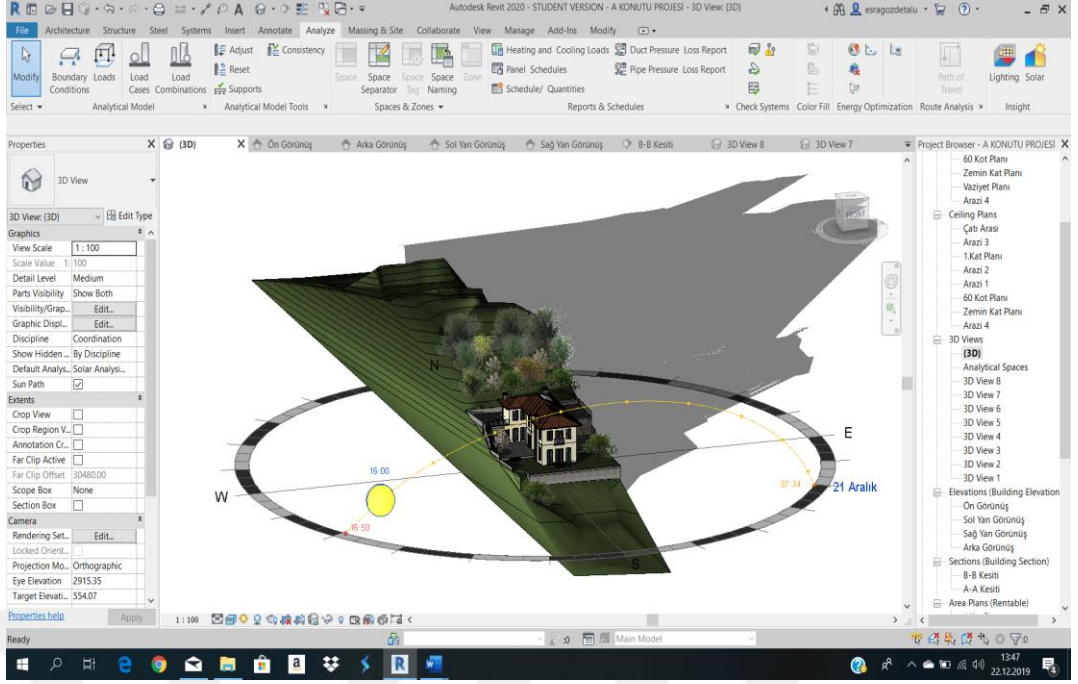 Autodesk Revit 2020 - STUDENT VERSION - A KONUTU PROJESİ - 3D View: {3D}
esragozdetalu
File Architecture Structure Steel Systems Insert Annotate Analyze Massing & Site Collaborate View Manage Add-Ins Modify
Modify
Boundary Conditions
Loads
Load Cases
Load Combinations
Adjust
Reset
Supports
Consistency
Space
Space Separator
Space Tag
Space Naming
Zone
Heating and Cooling Loads
Panel Schedules
Schedule/ Quantities
Duct Pressure Loss Report
Pipe Pressure Loss Report
Path of Travel
Lighting
Solar
Select
Analytical Model
Analytical Model Tools
Spaces & Zones
Reports & Schedules
Check Systems
Color Fill
Energy Optimization
Route Analysis
Insight
Properties
3D View
3D View: {3D}
Edit Type
Graphics
View Scale 1 : 100
Scale Value 1: 100
Detail Level Medium
Parts Visibility Show Both
Visibility/Grap... Edit...
Graphic Displ... Edit...
Discipline Coordination
Show Hidden ... By Discipline
Default Analys... Solar Analysi...
Sun Path
Extents
Crop View
Crop Region V...
Annotation Cr...
Far Clip Active
Far Clip Offset 30480.00
Scope Box None
Section Box
Camera
Rendering Set... Edit...
Locked Orient...
Projection Mo... Orthographic
Eye Elevation 2915.35
Target Elevati... 554.07
Properties help
Apply
{3D}
Ön Görünüş
Arka Görünüş
Sol Yan Görünüş
Sağ Yan Görünüş
B-B Kesiti
3D View 8
3D View 7
FRONT
N
E
W
S
16:00
16:50
07:34
21 Aralık
Project Browser - A KONUTU PROJESİ
60 Kot Planı
Zemin Kat Planı
Vaziyet Planı
Arazi 4
Ceiling Plans
Çatı Arası
Arazi 3
1.Kat Planı
Arazi 2
Arazi 1
60 Kot Planı
Zemin Kat Planı
Arazi 4
3D Views
{3D}
Analytical Spaces
3D View 8
3D View 7
3D View 6
3D View 5
3D View 4
3D View 3
3D View 2
3D View 1
Elevations (Building Elevation
Ön Görünüş
Sol Yan Görünüş
Sağ Yan Görünüş
Arka Görünüş
Sections (Building Section)
B-B Kesiti
A-A Kesiti
Area Plans (Rentable)
1 : 100
Ready
:0
Main Model
:0
13:47
22.12.2019